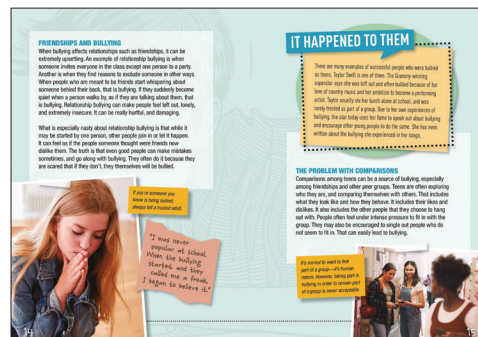 FRIENDSHIPS AND BULLYING
When bullying affects relationships such as friendships, it can be
extremely upsetting. An example of relationship bullying is when
someone invites everyone in the class except one person to a party.
Another is when they find reasons to exclude someone in other ways.
When people who are meant to be friends start whispering about
someone behind their back, that is bullying. If they suddenly become
quiet when a person walks by, as if they are talking about them, that
is bullying. Relationship bullying can make people feel left out, lonely,
and extremely insecure. It can be really hurtful, and damaging.
What is especially nasty about relationship bullying is that while it
may be started by one person, other people join in or let it happen.
It can feel as if the people someone thought were friends now
dislike them. The truth is that even good people can make mistakes
sometimes, and go along with bullying. They often do it because they
are scared that if they don't, they themselves will be bullied.
If you or someone you
know is being bullied,
always tell a trusted adult.
"I was never
popular at school.
When the bullying
started and they
called me a freak,
I began to believe it."
14
IT HAPPENED TO THEM
There are many examples of successful people who were bullied
as teens. Taylor Swift is one of them. The Grammy-winning
superstar says she was left out and often bullied because of her
love of country music and her ambition to become a performing
artist. Taylor usually ate lunch alone at school, and was
rarely invited as part of a group. Due to her own experiences of
bullying, the star today uses her fame to speak out about bullying
and encourage other young people to do the same. She has even
written about the bullying she experienced in her songs.
THE PROBLEM WITH COMPARISONS
Comparisons among teens can be a source of bullying, especially
among friendships and other peer groups. Teens are often exploring
who they are, and comparing themselves with others. That includes
what they look like and how they behave. It includes their likes and
dislikes. It also includes the other people that they choose to hang
out with. People often feel under intense pressure to fit in with the
group. They may also be encouraged to single out people who do
not seem to fit in. That can easily lead to bullying.
It's normal to want to feel
part of a group—it's human
nature. However, taking part in
bullying in order to remain part
of a group is never acceptable.
15